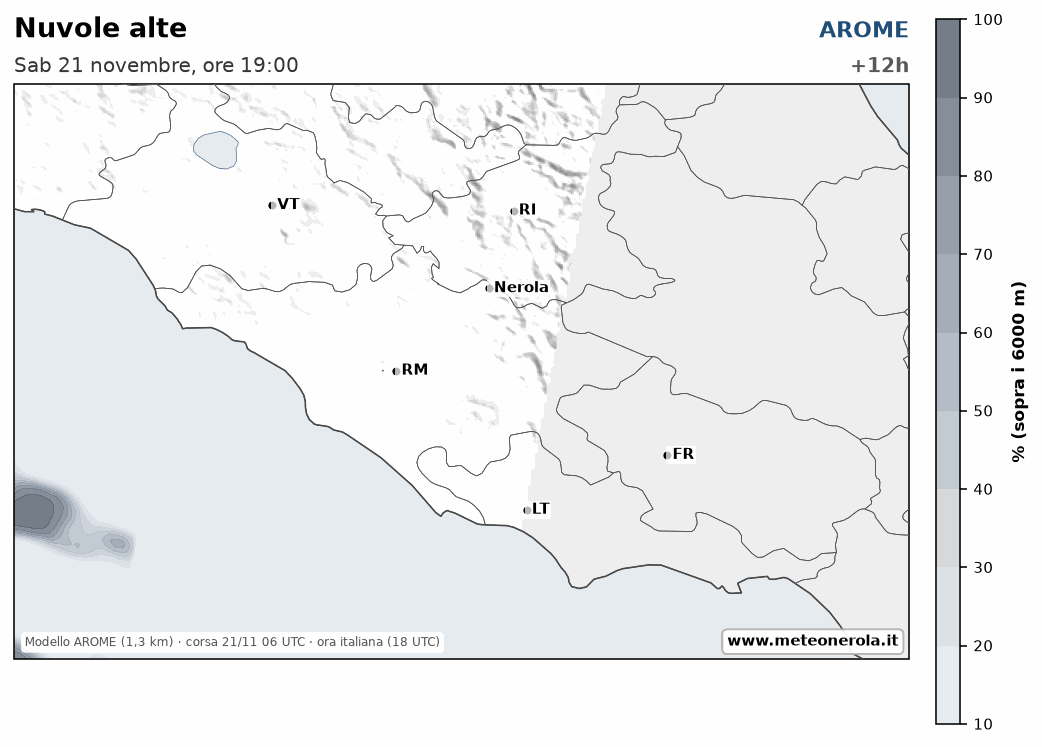 Nuvole alte
AROME
Sab 21 novembre, ore 19:00
+12h
100
90
80
70
60
50
40
30
20
10
% (sopra i 6000 m)
VT
RI
Nerola
RM
FR
LT
Modello AROME (1,3 km) · corsa 21/11 06 UTC · ora italiana (18 UTC)
www.meteonerola.it